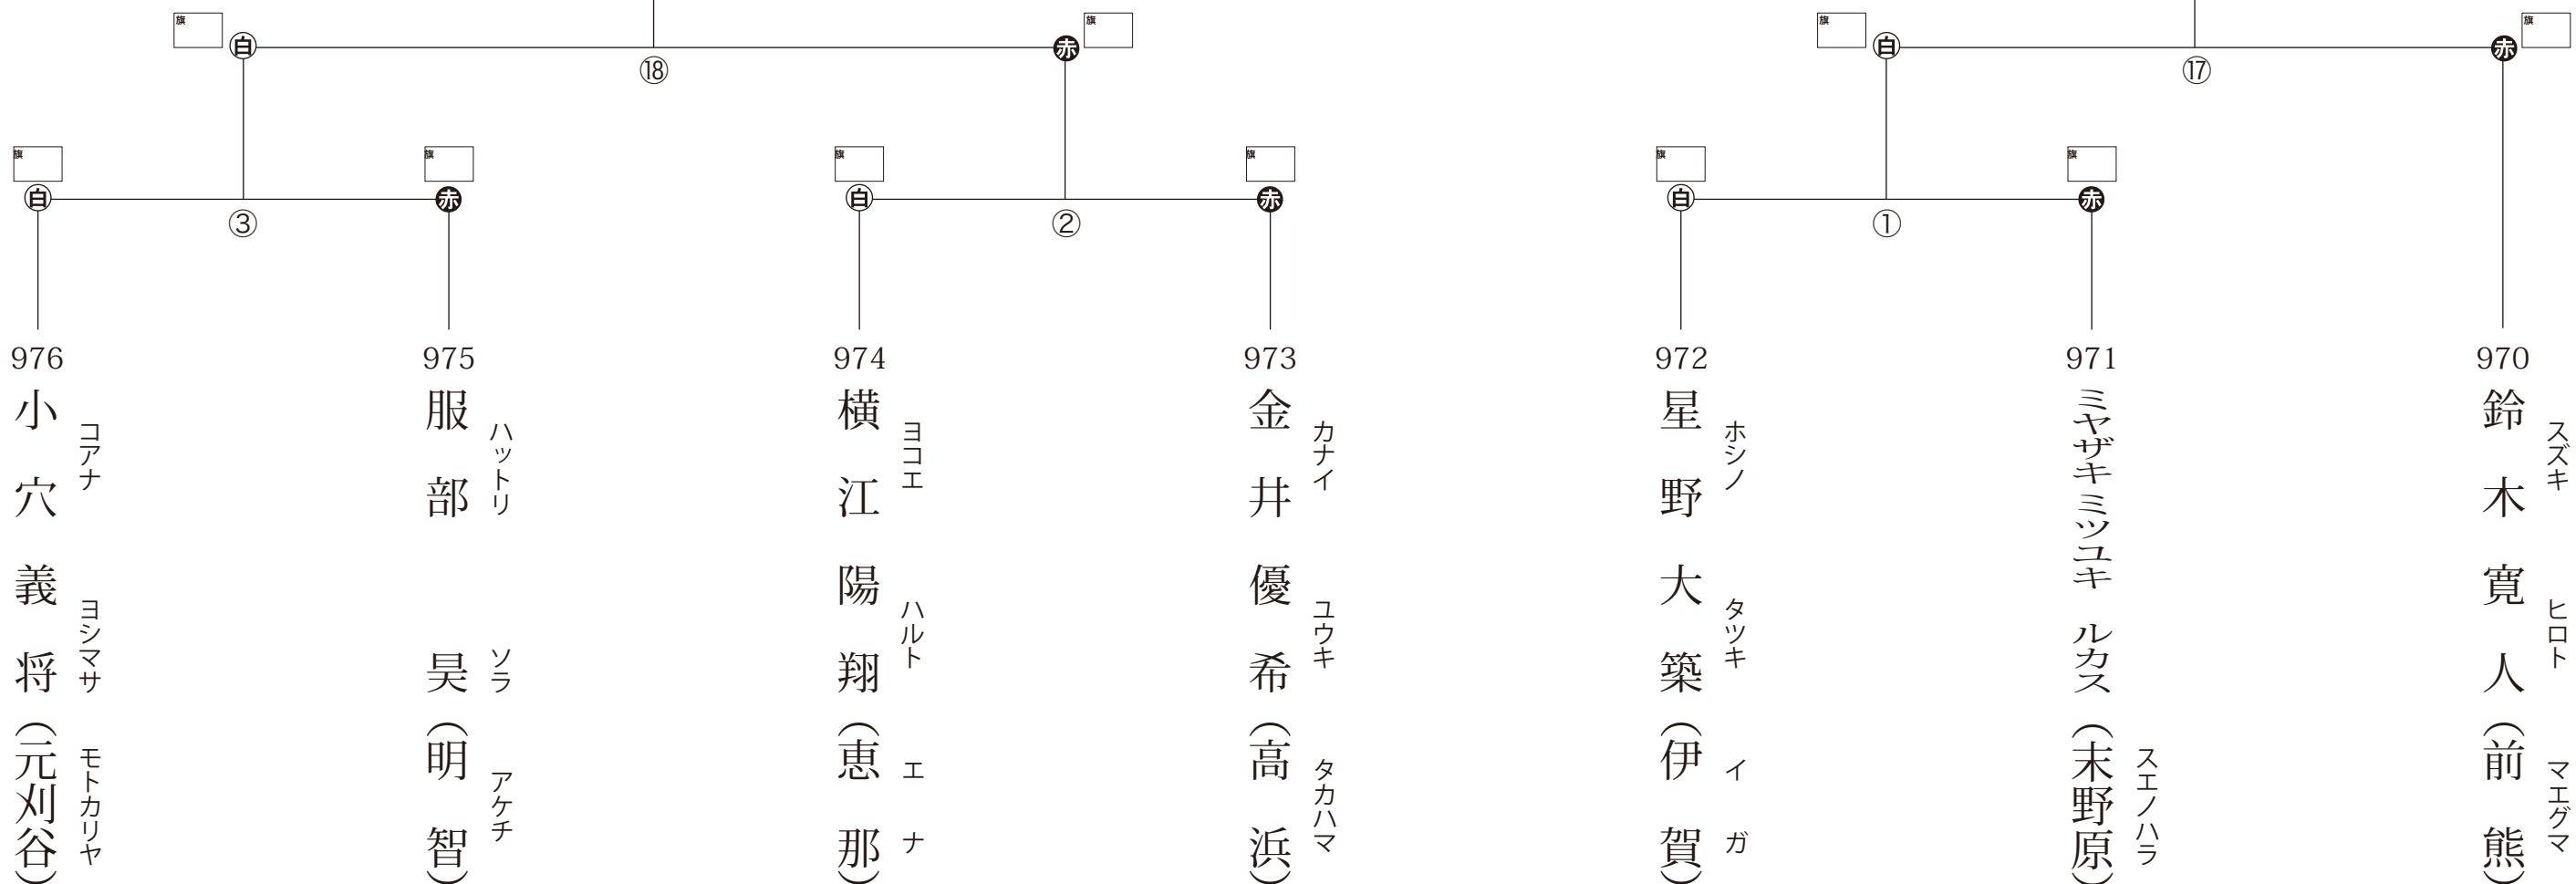 旗
白
赤
旗
⑱
旗
白
赤
旗
⑰
旗
白
旗
赤
③
旗
白
旗
赤
②
旗
白
旗
赤
①
970
鈴木寛人(前熊)
スズキ ヒロト マエグマ
971
ミヤザキミツユキ ルカス(末野原)
スエノハラ
972
星野大築(伊賀)
ホシノ タツキ イガ
973
金井優希(高浜)
カナイ ユウキ タカハマ
974
横江陽翔(恵那)
ヨコエ ハルト エナ
975
服部 昊(明智)
ハットリ ソラ アケチ
976
小穴義将(元刈谷)
コアナ ヨシマサ モトカリヤ